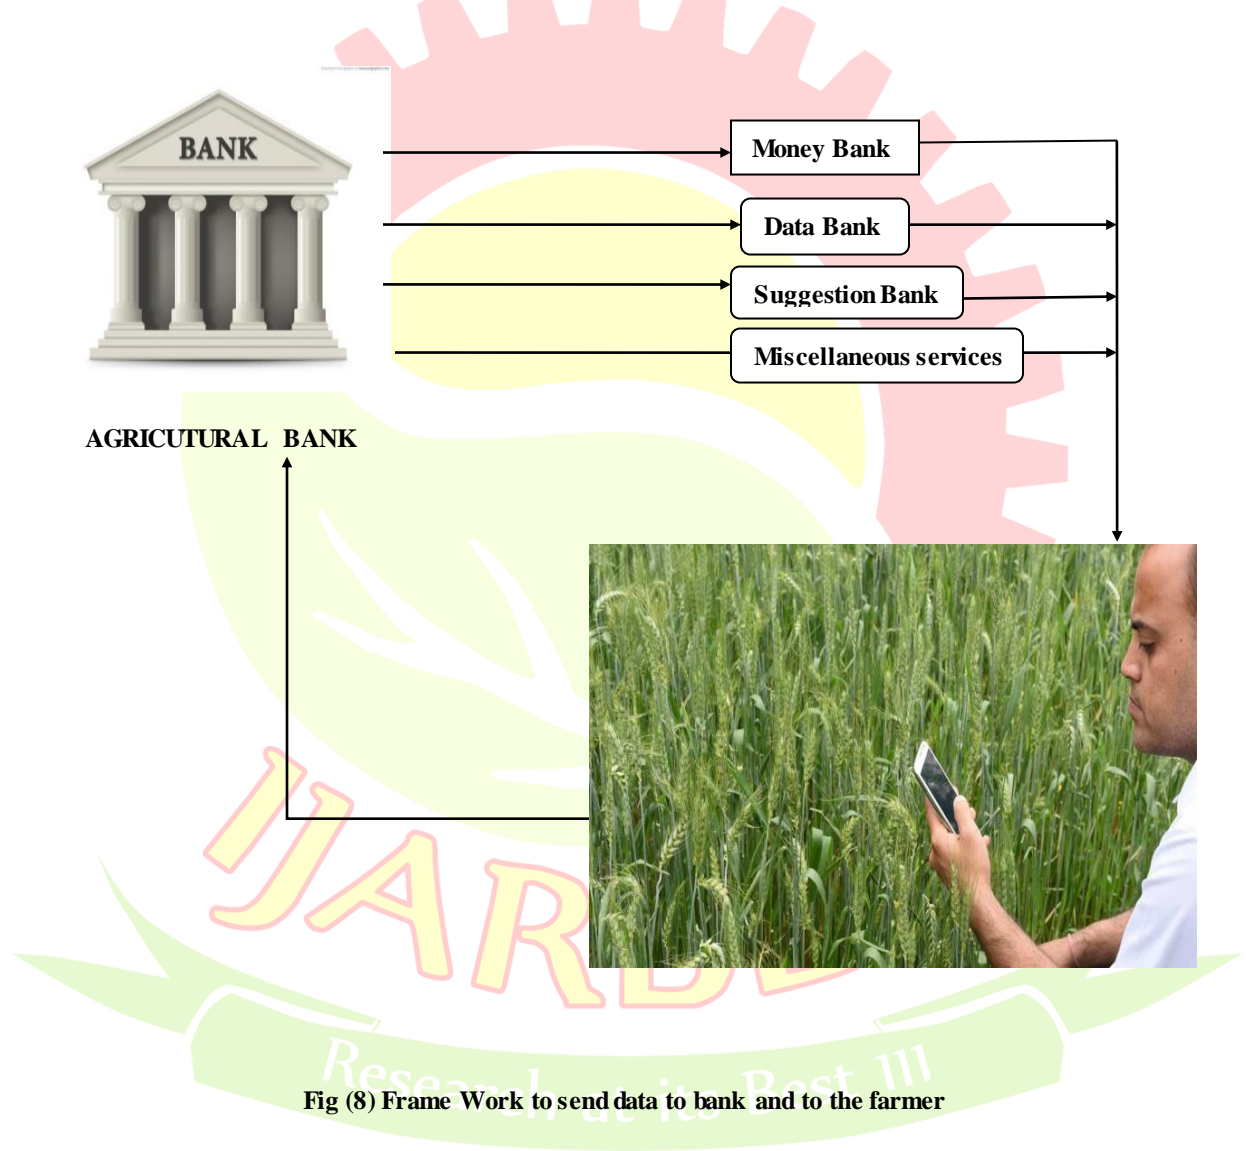 BANK
Money Bank
Data Bank
Suggestion Bank
Miscellaneous services
AGRICUTURAL BANK
IJARBE
Research at its Best !!!
Fig (8) Frame Work to send data to bank and to the farmer